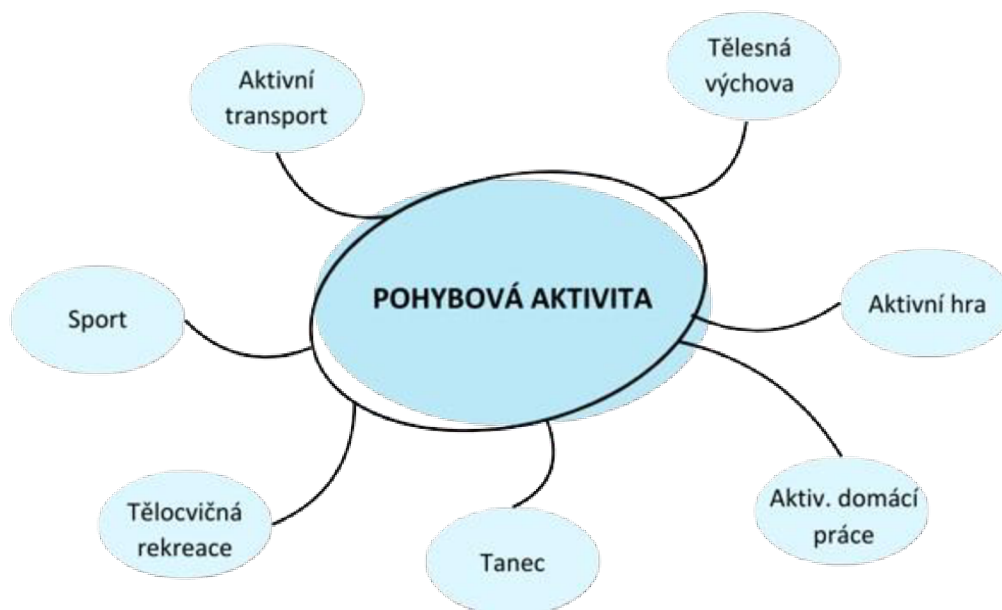 Tělesná
výchova
Aktivní
transport
POHYBOVÁ AKTIVITA
Aktivní hra
Sport
Aktiv. domácí
práce
Tělocvičná
rekreace
Tanec